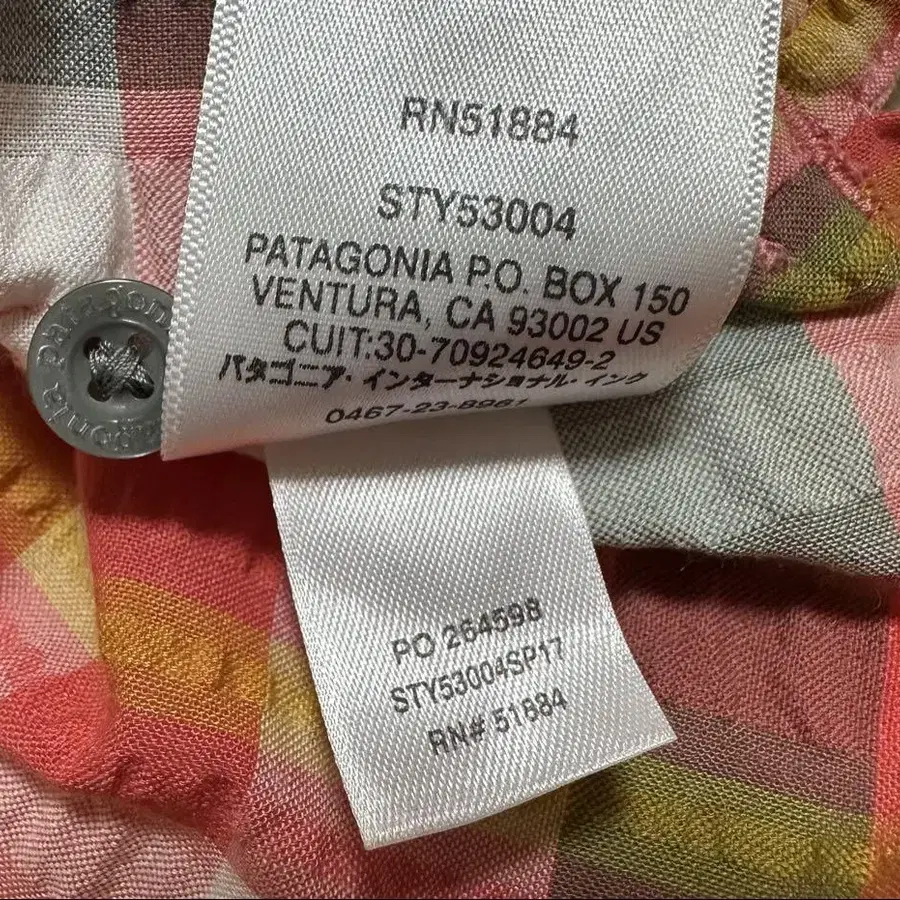 RN51884
STY53004
PATAGONIA P.O. BOX 150
VENTURA, CA 93002 US
CUIT:30-70924649-2
パタゴニア・インターナショナル・インク
0467-23-8961
patagonia
PO 264598
STY53004SP17
RN# 51884